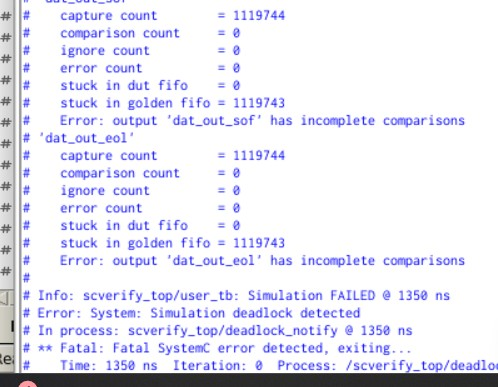 # 'dat_out_sof'
#    capture count        = 1119744
#    comparison count     = 0
#    ignore count         = 0
#    error count          = 0
#    stuck in dut fifo    = 0
#    stuck in golden fifo = 1119743
#    Error: output 'dat_out_sof' has incomplete comparisons
# 'dat_out_eol'
#    capture count        = 1119744
#    comparison count     = 0
#    ignore count         = 0
#    error count          = 0
#    stuck in dut fifo    = 0
#    stuck in golden fifo = 1119743
#    Error: output 'dat_out_eol' has incomplete comparisons
#
# Info: scverify_top/user_tb: Simulation FAILED @ 1350 ns
# Error: System: Simulation deadlock detected
# In process: scverify_top/deadlock_notify @ 1350 ns
# ** Fatal: Fatal SystemC error detected, exiting...
#    Time: 1350 ns  Iteration: 0  Process: /scverify_top/deadloc